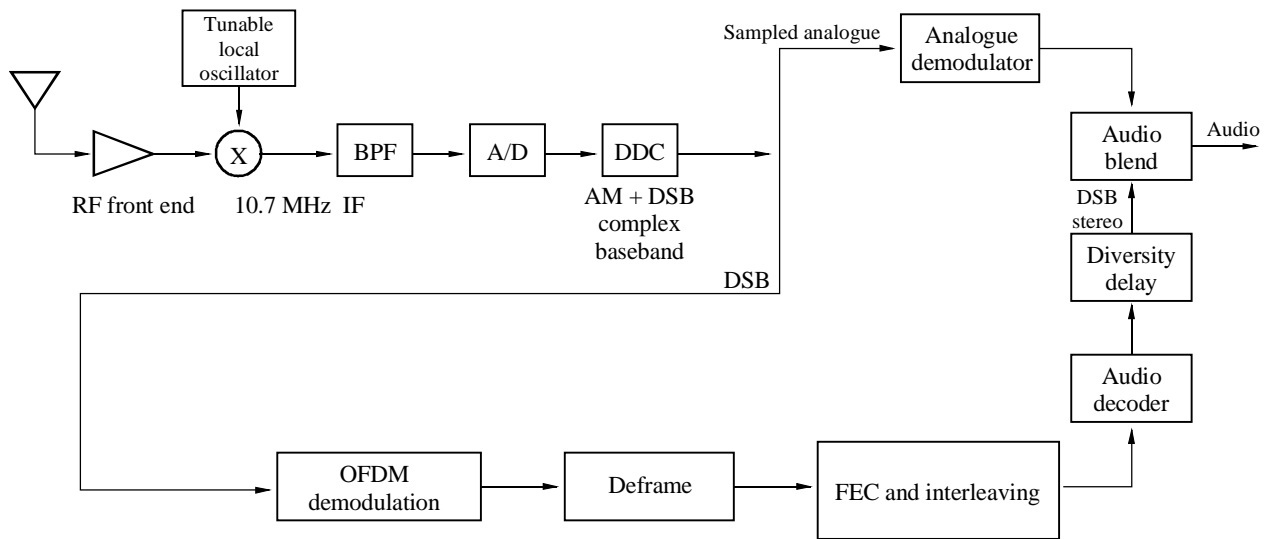 Tunable
local
oscillator
Sampled analogue
Analogue
demodulator
X
BPF
A/D
DDC
Audio
blend
Audio
RF front end
10.7 MHz IF
AM + DSB
complex
baseband
DSB
stereo
DSB
Diversity
delay
Audio
decoder
OFDM
demodulation
Deframe
FEC and interleaving